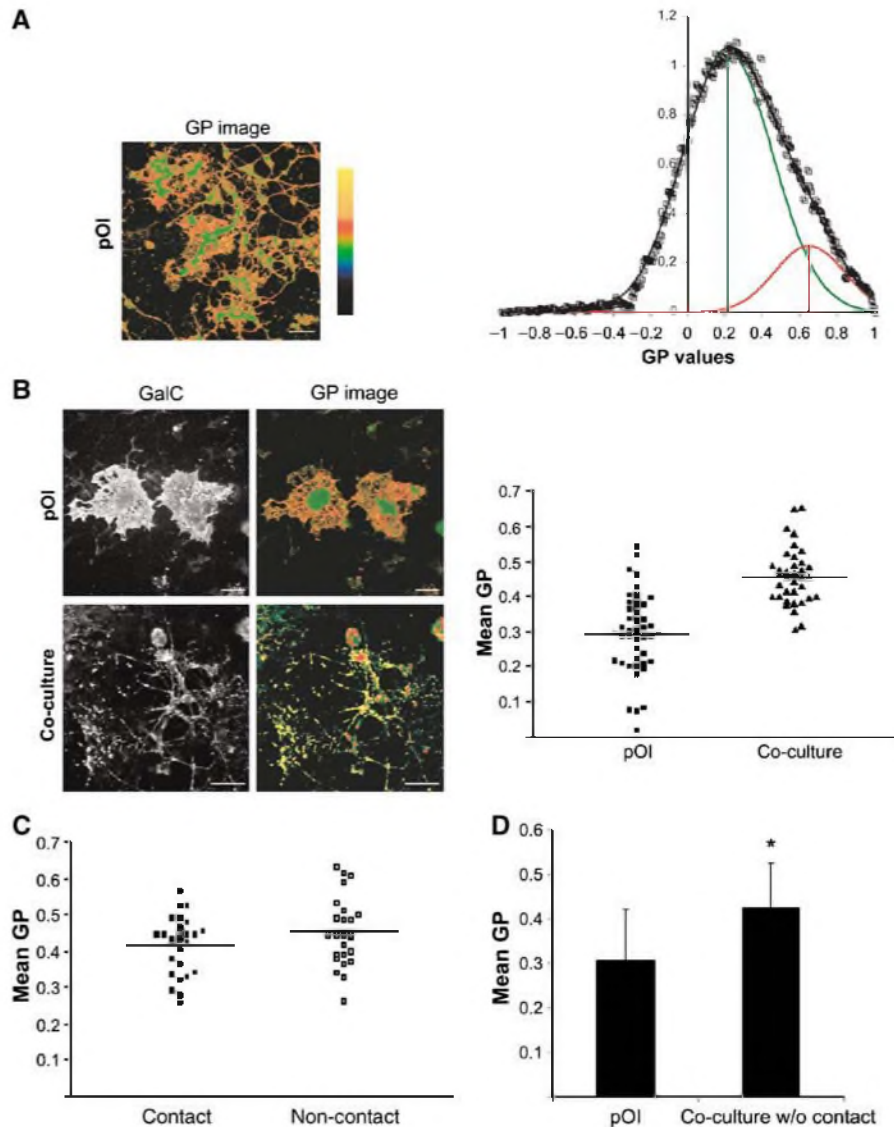 A
GP image
pOl
1.2
1.0
0.8
0.6
0.4
0.2
0
−1 −0.8 −0.6 −0.4 −0.2 0 0.2 0.4 0.6 0.8 1
GP values
B
GalC GP image
pOl
Co-culture
0.7
0.6
0.5
0.4
0.3
0.2
0.1
Mean GP
pOl Co-culture
C
0.7
0.6
0.5
0.4
0.3
0.2
0.1
Mean GP
Contact Non-contact
D
0.6
0.5
0.4
0.3
0.2
0.1
Mean GP
*
pOl Co-culture w/o contact